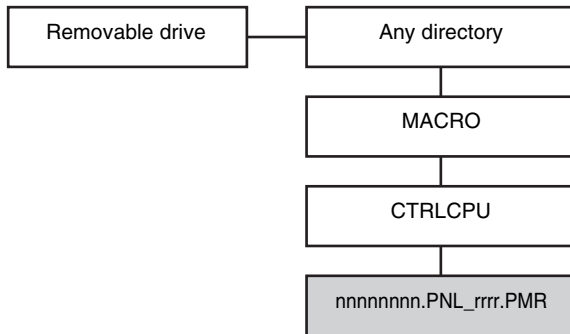 Removable drive
Any directory
MACRO
CTRLCPU
nnnnnnnn.PNL_rrrr.PMR